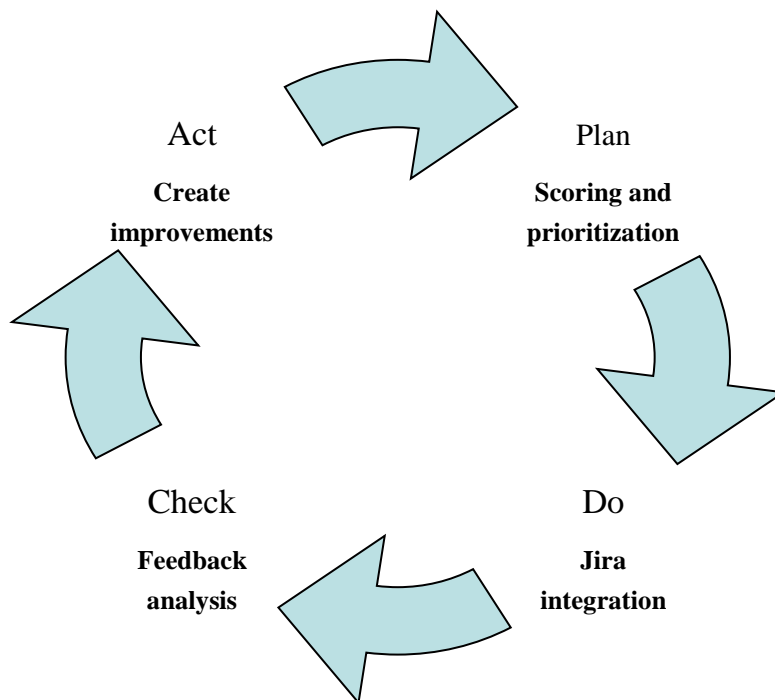 Act
Create
improvements
Plan
Scoring and
prioritization
Check
Feedback
analysis
Do
Jira
integration